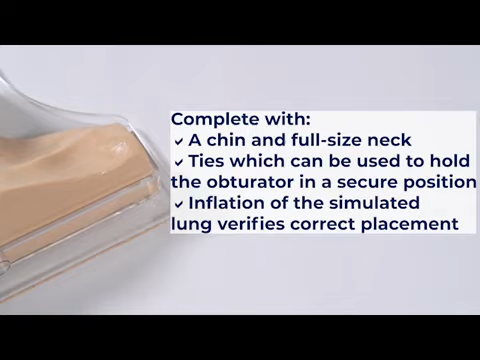 Complete with:
✓ A chin and full-size neck
✓ Ties which can be used to hold
the obturator in a secure position
✓ Inflation of the simulated
lung verifies correct placement